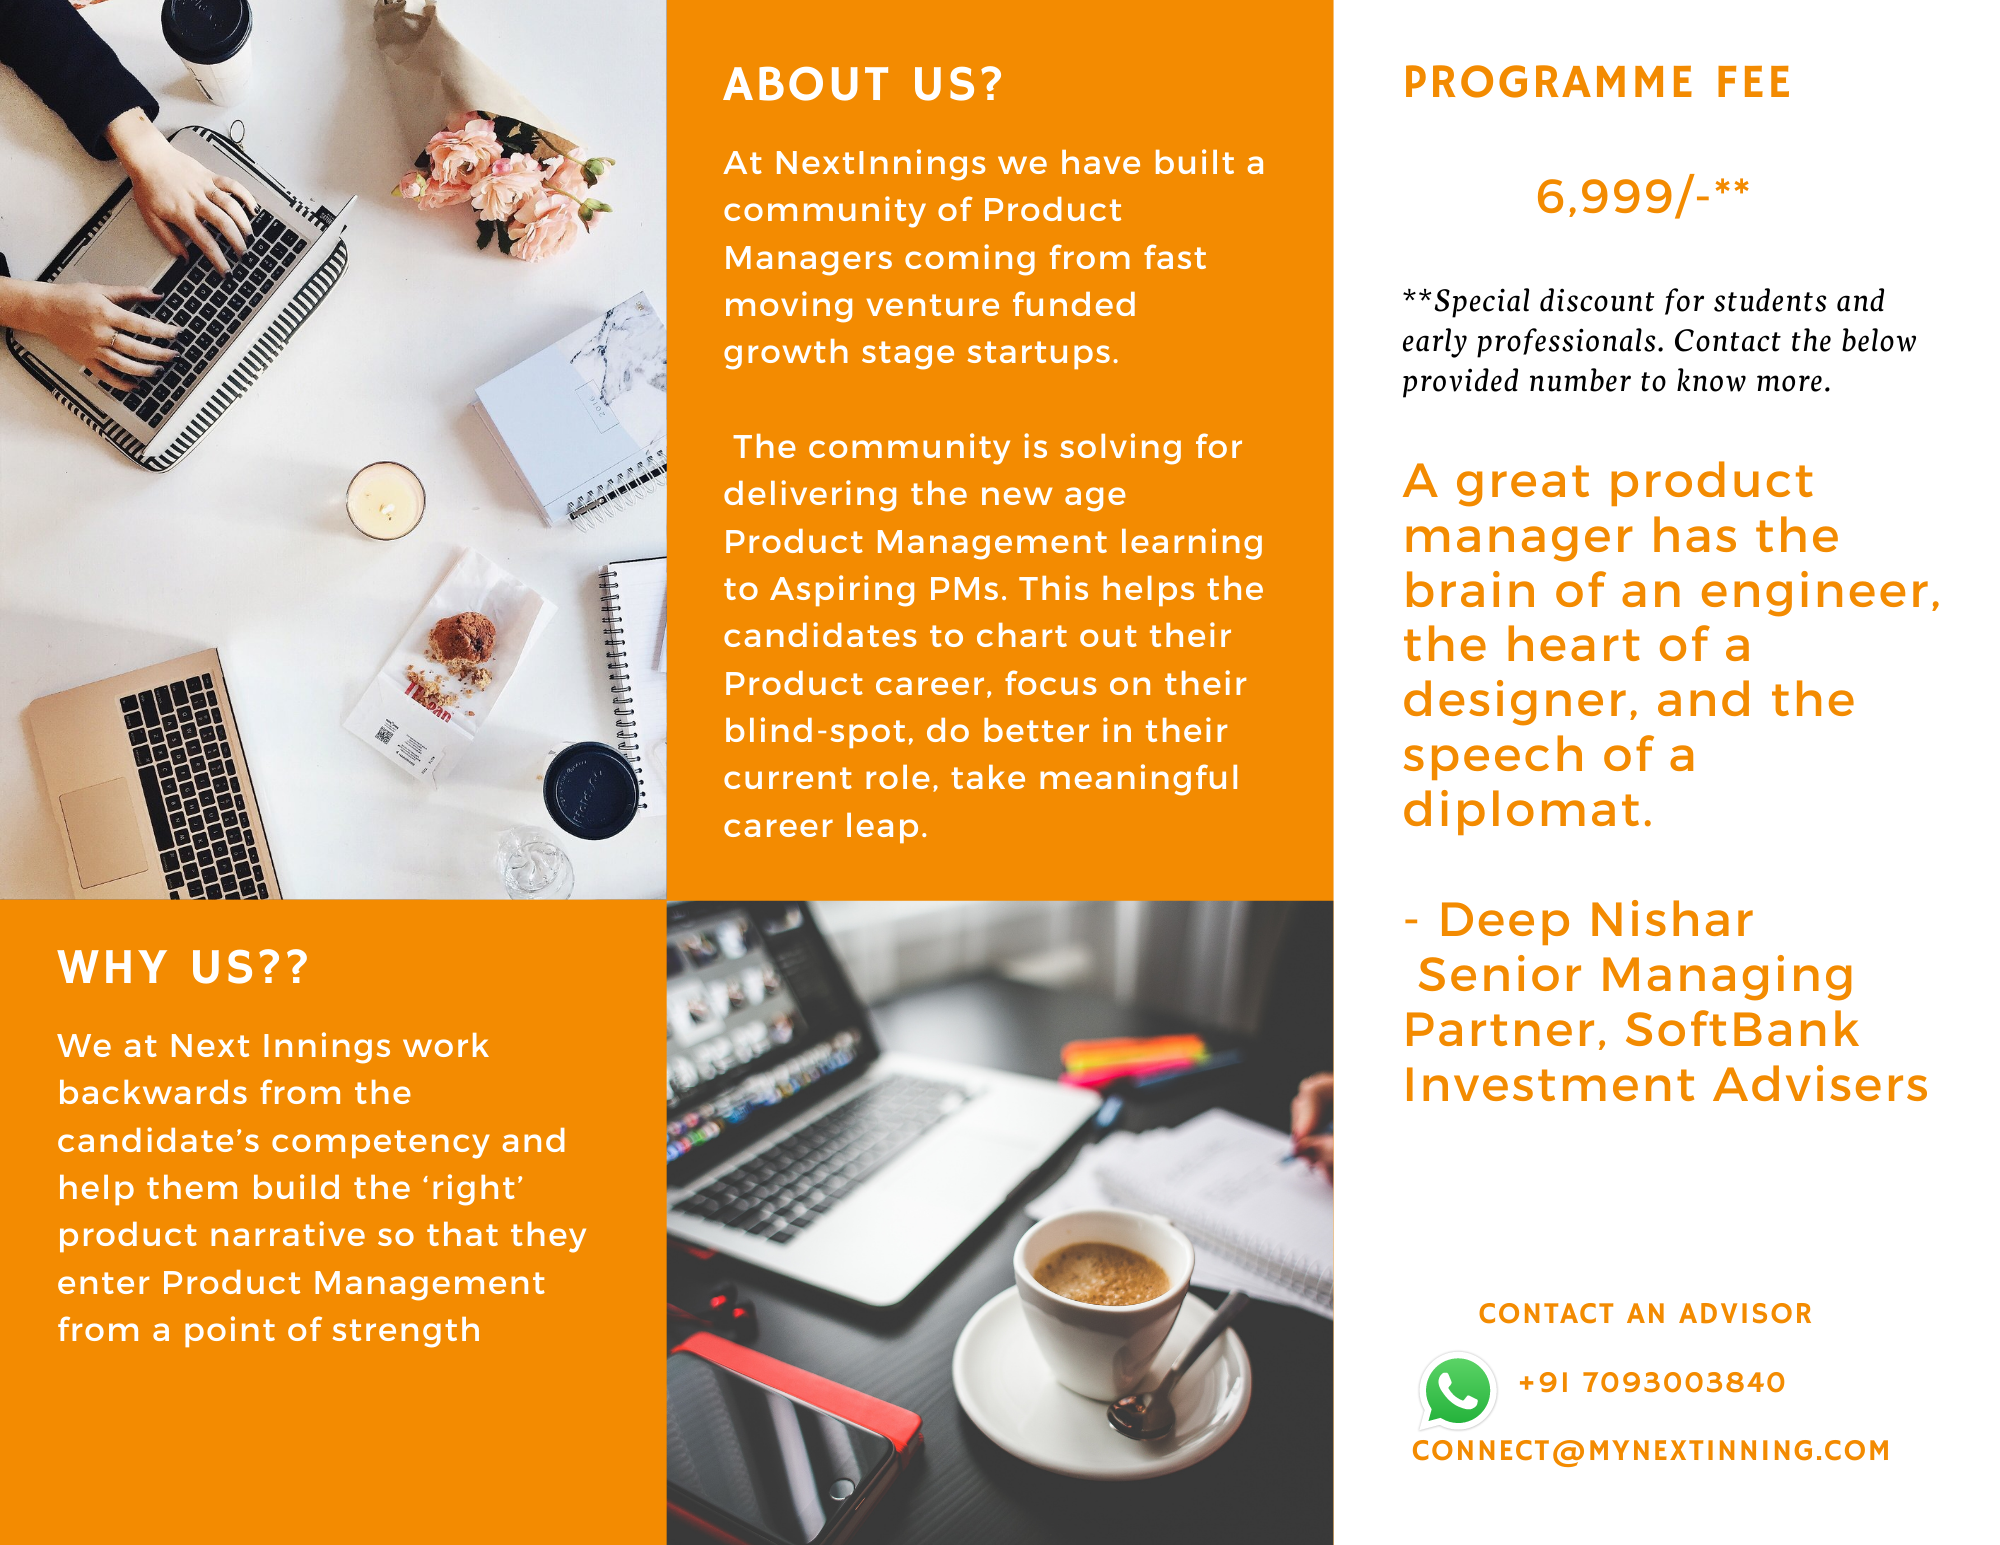 ABOUT US?
At NextInnings we have built a
community of Product
Managers coming from fast
moving venture funded
growth stage startups.
The community is solving for
delivering the new age
Product Management learning
to Aspiring PMs. This helps the
candidates to chart out their
Product career, focus on their
blind-spot, do better in their
current role, take meaningful
career leap.
WHY US??
We at Next Innings work
backwards from the
candidate’s competency and
help them build the ‘right’
product narrative so that they
enter Product Management
from a point of strength
PROGRAMME FEE
6,999/-**
**Special discount for students and
early professionals. Contact the below
provided number to know more.
A great product
manager has the
brain of an engineer,
the heart of a
designer, and the
speech of a
diplomat.
- Deep Nishar
Senior Managing
Partner, SoftBank
Investment Advisers
CONTACT AN ADVISOR
+91 7093003840
CONNECT@MYNEXTINNING.COM
2016